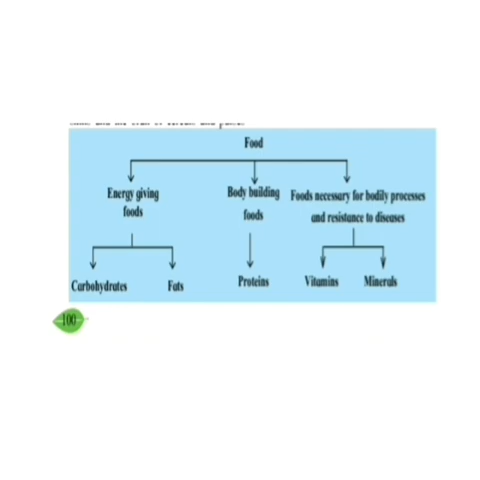 Food
Energy giving
foods
Body building
foods
Foods necessary for bodily processes
and resistance to diseases
Carbohydrates
Fats
Proteins
Vitamins
Minerals
100